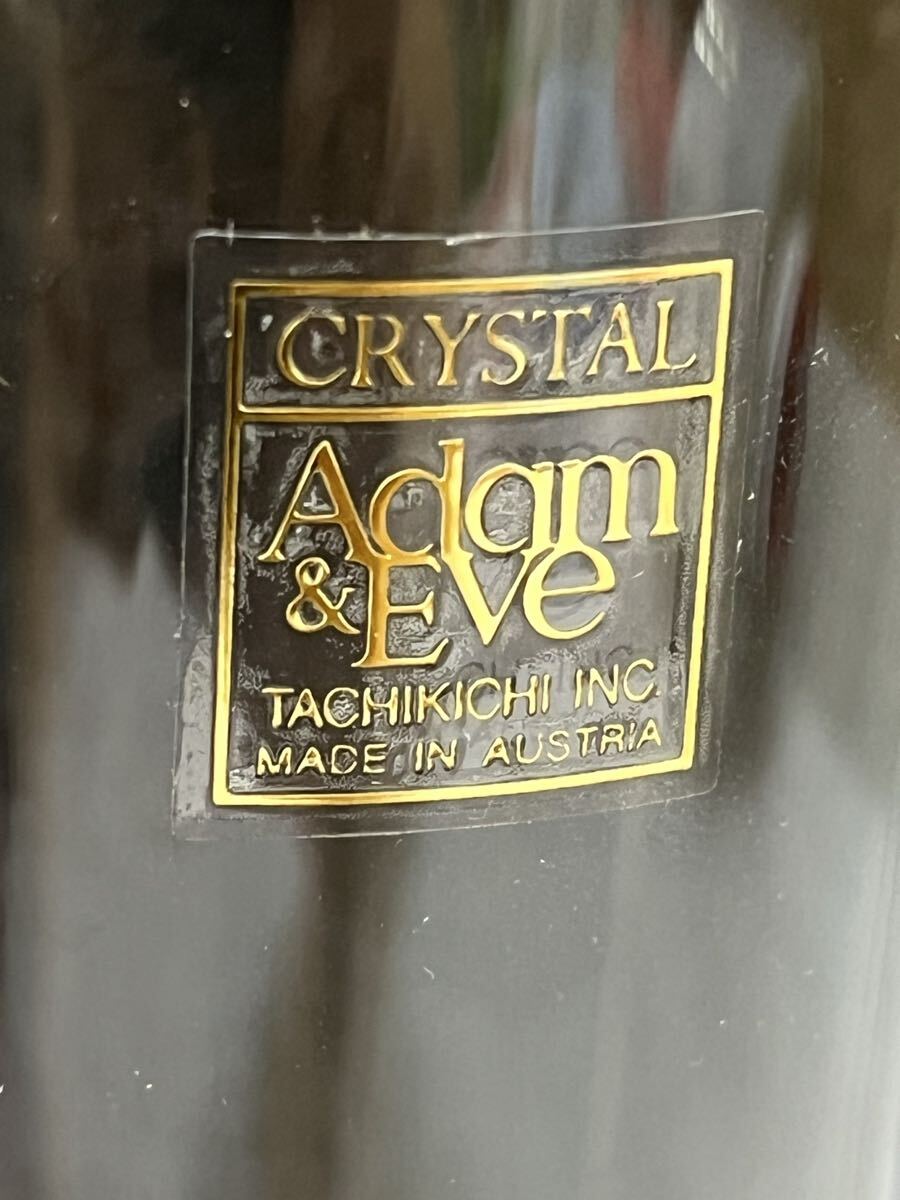 CRYSTAL
Adam
& Eve
TACHIKICHI INC.
MADE IN AUSTRIA